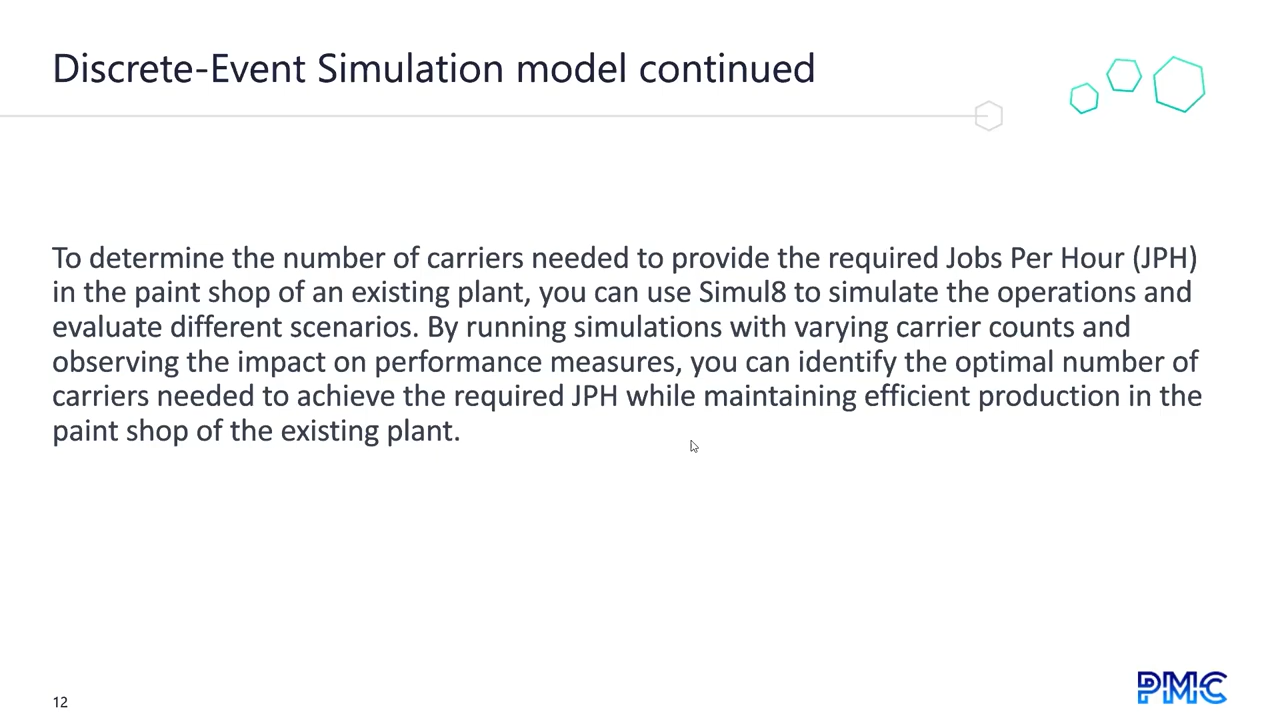 Discrete-Event Simulation model continued
To determine the number of carriers needed to provide the required Jobs Per Hour (JPH)
in the paint shop of an existing plant, you can use Simul8 to simulate the operations and
evaluate different scenarios. By running simulations with varying carrier counts and
observing the impact on performance measures, you can identify the optimal number of
carriers needed to achieve the required JPH while maintaining efficient production in the
paint shop of the existing plant.
12
PMC